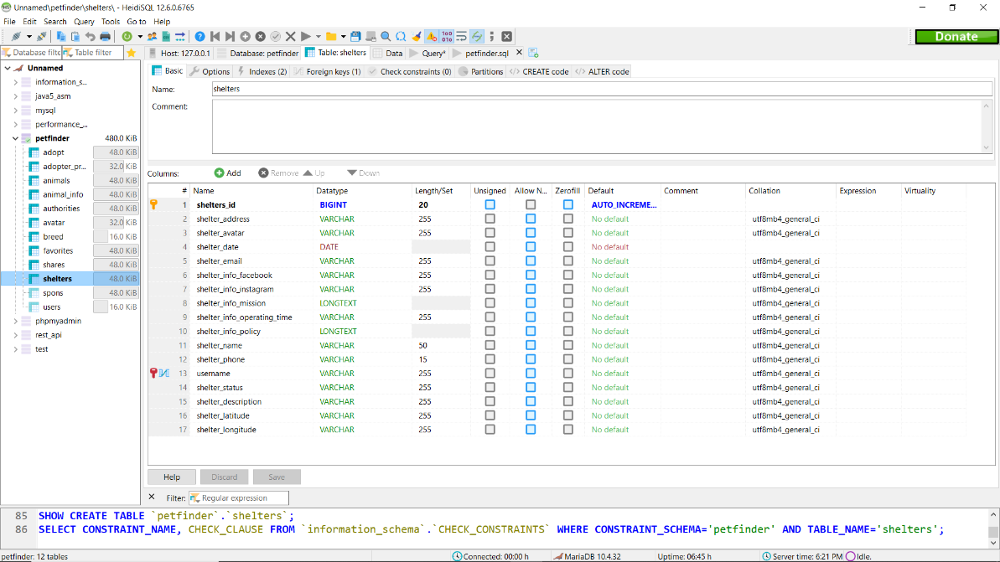 Unnamed\petfinder\shelters\ - HeidiSQL 12.6.0.6765
File Edit Search Query Tools Go to Help
Donate
Database filte Table filter
Host: 127.0.0.1 Database: petfinder Table: shelters Data Query* petfinder.sql
Unnamed
information_s...
java5_asm
mysql
performance_...
petfinder 480.0 KiB
adopt 48.0 KiB
adopter_pr... 32.0 KiB
animals 48.0 KiB
animal_info 48.0 KiB
authorities 48.0 KiB
avatar 32.0 KiB
breed 16.0 KiB
favorites 48.0 KiB
shares 48.0 KiB
shelters 48.0 KiB
spons 48.0 KiB
users 16.0 KiB
phpmyadmin
rest_api
test
Basic Options Indexes (2) Foreign keys (1) Check constraints (0) Partitions CREATE code ALTER code
Name: shelters
Comment:
Columns: Add Remove Up Down
# Name Datatype Length/Set Unsigned Allow N... Zerofill Default Comment Collation Expression Virtuality
1 shelters_id BIGINT 20 AUTO_INCREME...
2 shelter_address VARCHAR 255 No default utf8mb4_general_ci
3 shelter_avatar VARCHAR 255 No default utf8mb4_general_ci
4 shelter_date DATE No default
5 shelter_email VARCHAR 255 No default utf8mb4_general_ci
6 shelter_info_facebook VARCHAR 255 No default utf8mb4_general_ci
7 shelter_info_instagram VARCHAR 255 No default utf8mb4_general_ci
8 shelter_info_mission LONGTEXT No default utf8mb4_general_ci
9 shelter_info_operating_time VARCHAR 255 No default utf8mb4_general_ci
10 shelter_info_policy LONGTEXT No default utf8mb4_general_ci
11 shelter_name VARCHAR 50 No default utf8mb4_general_ci
12 shelter_phone VARCHAR 15 No default utf8mb4_general_ci
13 username VARCHAR 255 No default utf8mb4_general_ci
14 shelter_status VARCHAR 255 No default utf8mb4_general_ci
15 shelter_description VARCHAR 255 No default utf8mb4_general_ci
16 shelter_latitude VARCHAR 255 No default utf8mb4_general_ci
17 shelter_longitude VARCHAR 255 No default utf8mb4_general_ci
Help Discard Save
Filter: Regular expression
85 SHOW CREATE TABLE `petfinder`.`shelters`;
86 SELECT CONSTRAINT_NAME, CHECK_CLAUSE FROM `information_schema`.`CHECK_CONSTRAINTS` WHERE CONSTRAINT_SCHEMA='petfinder' AND TABLE_NAME='shelters';
petfinder: 12 tables Connected: 00:00 h MariaDB 10.4.32 Uptime: 06:45 h Server time: 6:21 PM Idle.